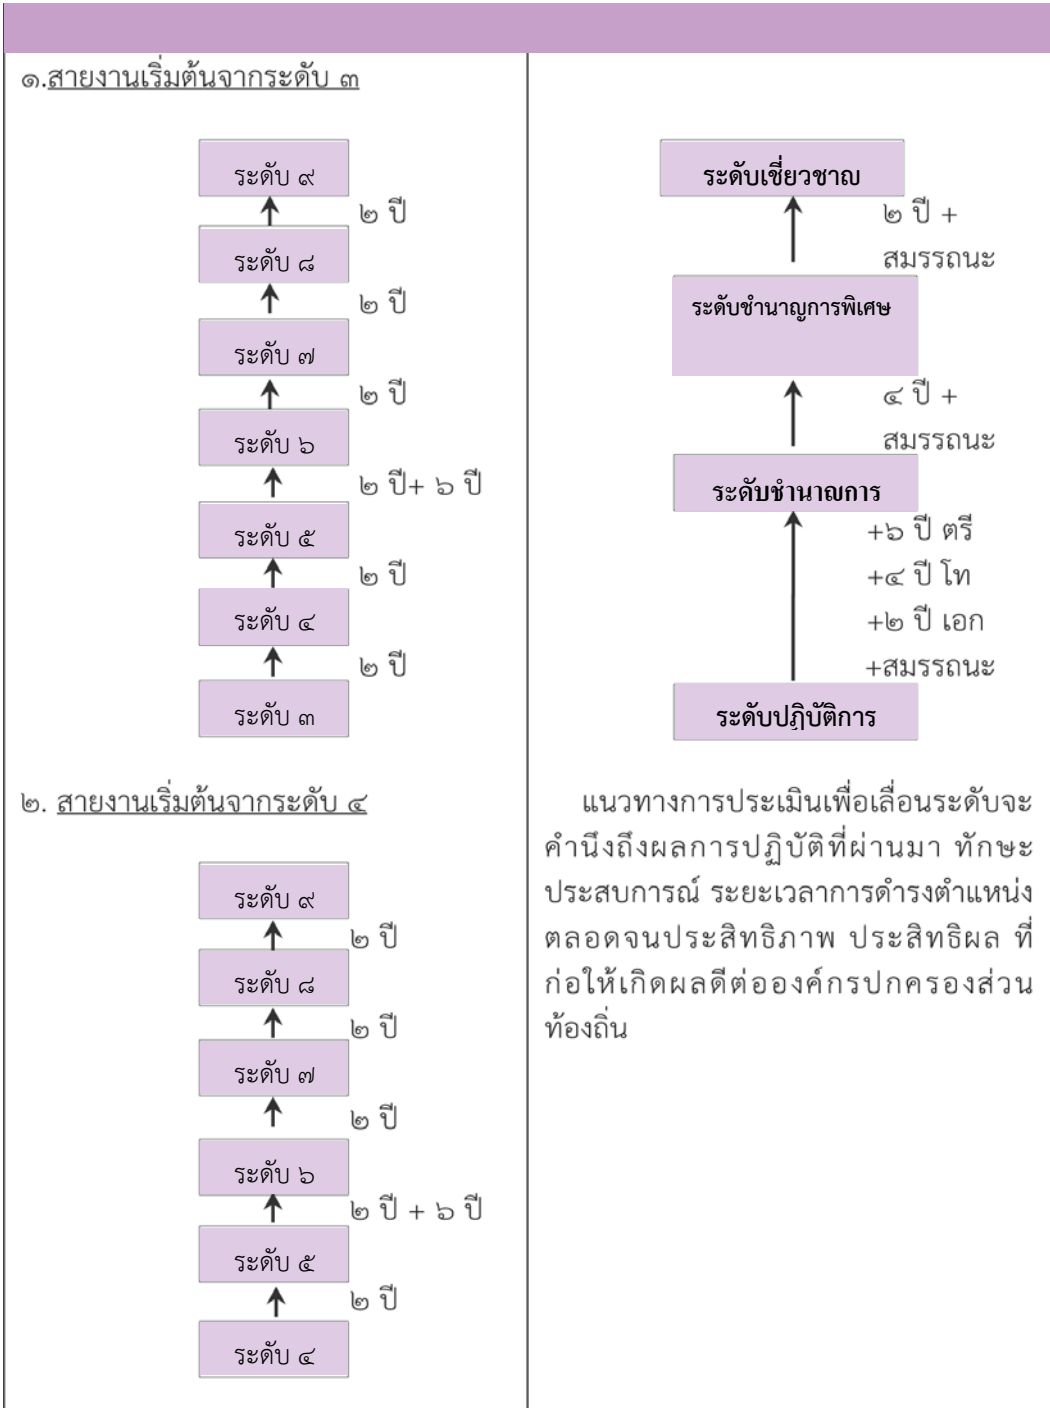 ๑.สายงานเริ่มต้นจากระดับ ๓
ระดับ ๙
๒ ปี
ระดับ ๘
๒ ปี
ระดับ ๗
๒ ปี
ระดับ ๖
๒ ปี+ ๖ ปี
ระดับ ๕
๒ ปี
ระดับ ๔
๒ ปี
ระดับ ๓
๒. สายงานเริ่มต้นจากระดับ ๔
ระดับ ๙
๒ ปี
ระดับ ๘
๒ ปี
ระดับ ๗
๒ ปี
ระดับ ๖
๒ ปี + ๖ ปี
ระดับ ๕
๒ ปี
ระดับ ๔
ระดับเชี่ยวชาญ
๒ ปี +
สมรรถนะ
ระดับชำนาญการพิเศษ
๔ ปี +
สมรรถนะ
ระดับชำนาญการ
+๖ ปี ตรี
+๔ ปี โท
+๒ ปี เอก
+สมรรถนะ
ระดับปฏิบัติการ
แนวทางการประเมินเพื่อเลื่อนระดับจะ
คำนึงถึงผลการปฏิบัติที่ผ่านมา ทักษะ
ประสบการณ์ ระยะเวลาการดำรงตำแหน่ง
ตลอดจนประสิทธิภาพ ประสิทธิผล ที่
ก่อให้เกิดผลดีต่อองค์กรปกครองส่วน
ท้องถิ่น